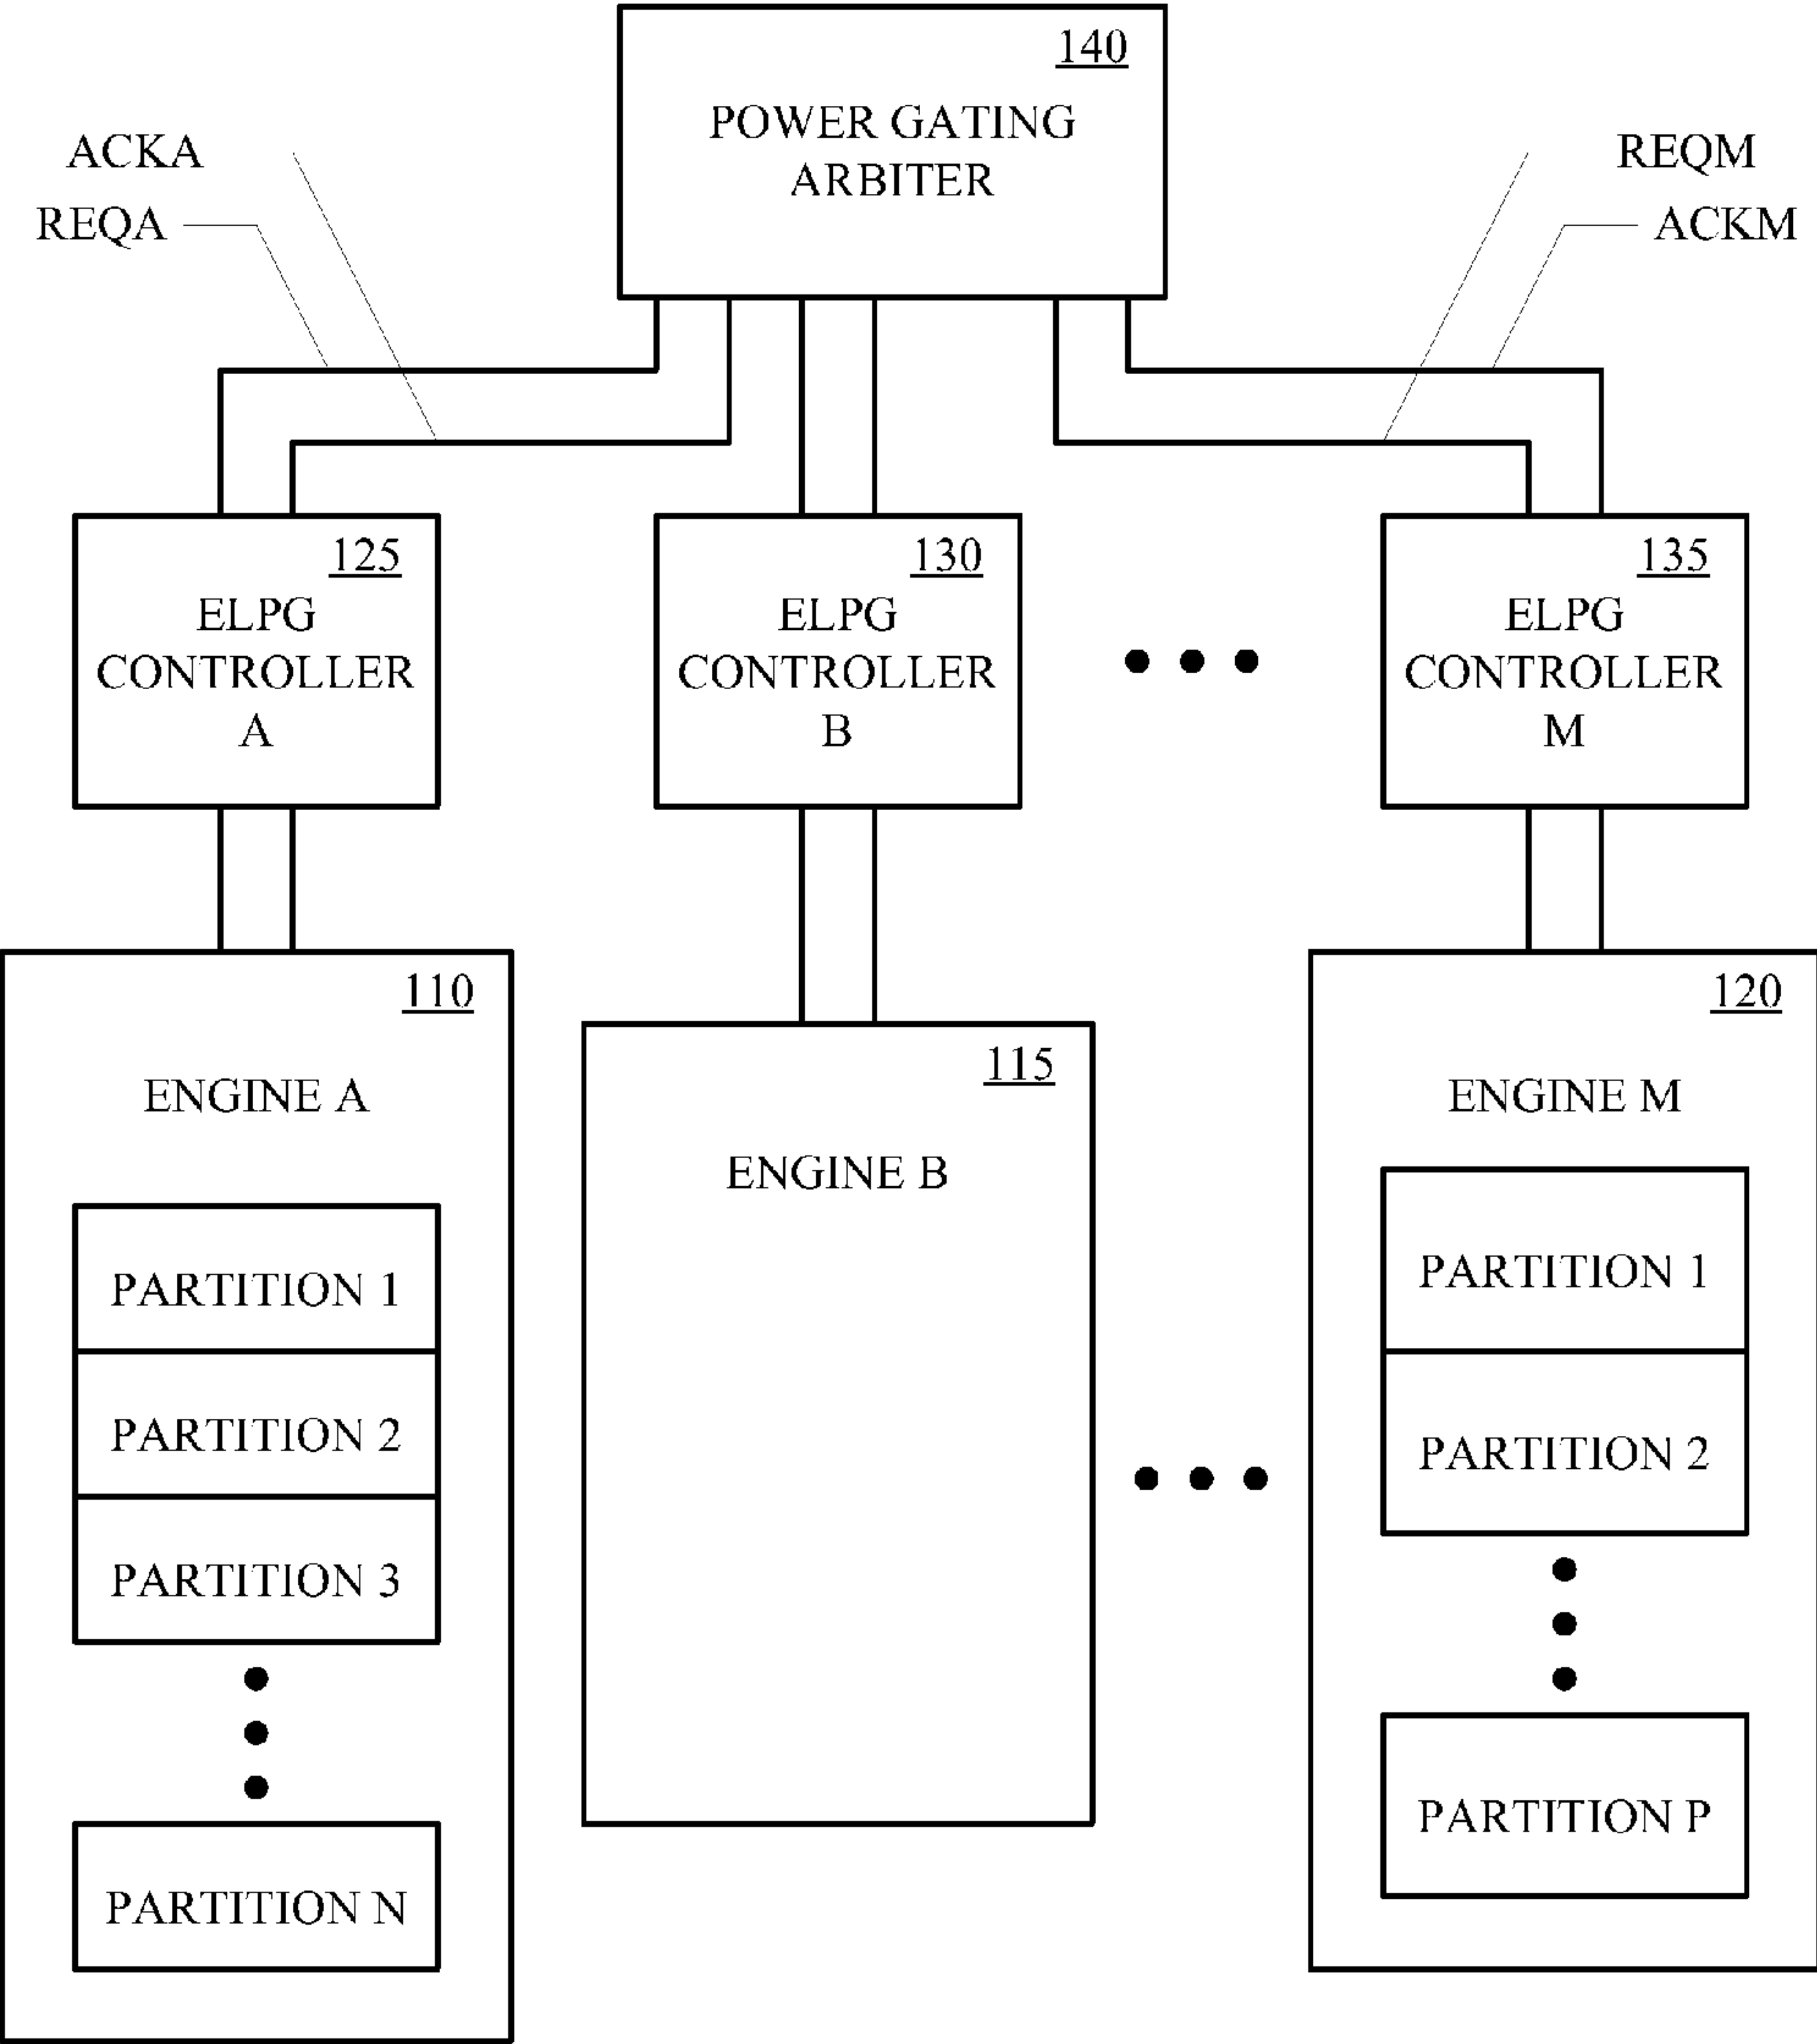 140
POWER GATING
ARBITER
ACKA
REQA
REQM
ACKM
125
ELPG
CONTROLLER
A
130
ELPG
CONTROLLER
B
135
ELPG
CONTROLLER
M
110
ENGINE A
PARTITION 1
PARTITION 2
PARTITION 3
PARTITION N
115
ENGINE B
120
ENGINE M
PARTITION 1
PARTITION 2
PARTITION P